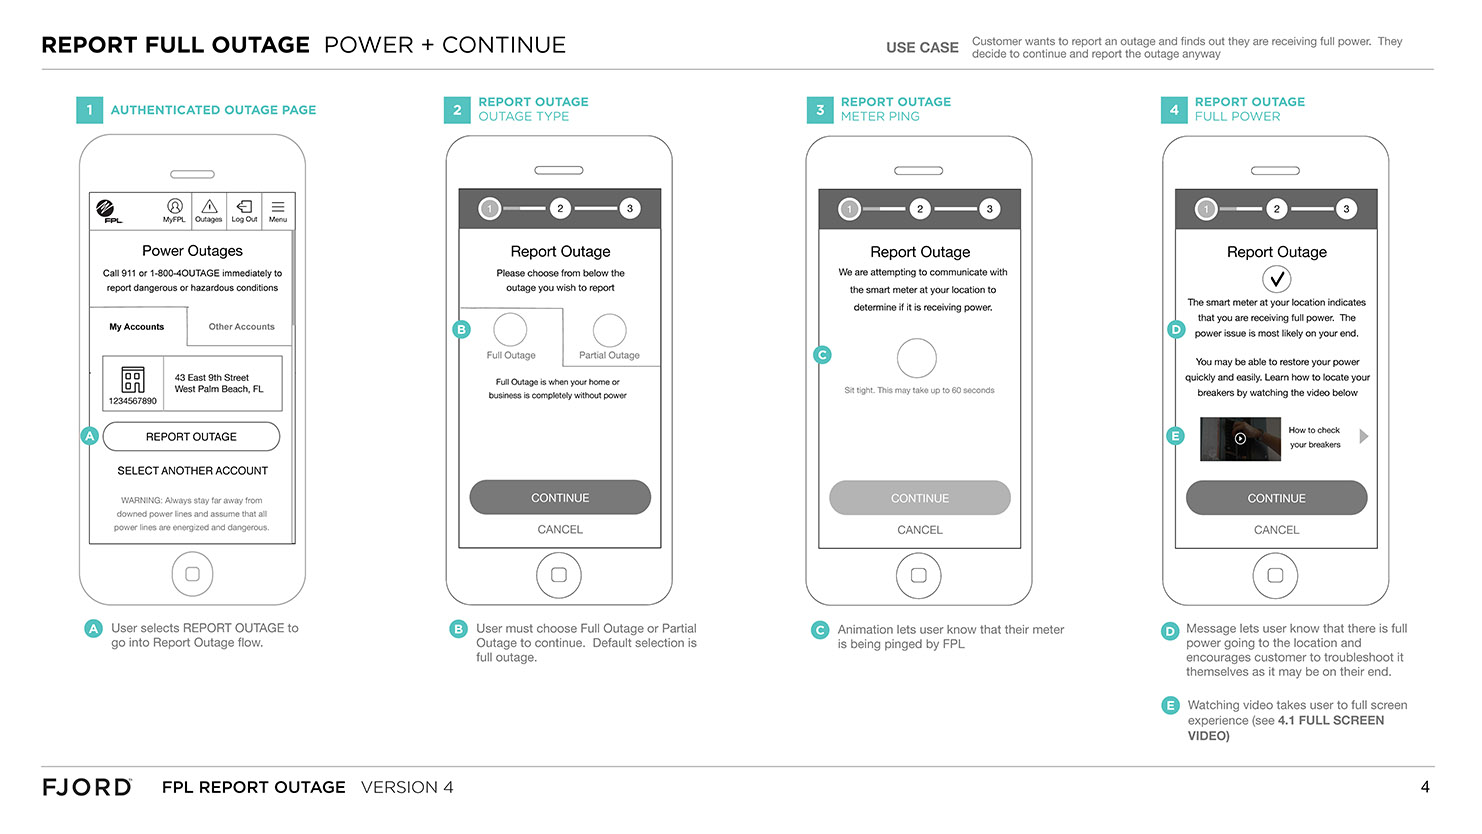 REPORT FULL OUTAGE POWER + CONTINUE
USE CASE
Customer wants to report an outage and finds out they are receiving full power. They
decide to continue and report the outage anyway
1 AUTHENTICATED OUTAGE PAGE
FPL.
MyFPL
Outages
Log Out
Menu
Power Outages
Call 911 or 1-800-4OUTAGE immediately to
report dangerous or hazardous conditions
My Accounts
Other Accounts
1234567890
43 East 9th Street
West Palm Beach, FL
A
REPORT OUTAGE
SELECT ANOTHER ACCOUNT
WARNING: Always stay far away from
downed power lines and assume that all
power lines are energized and dangerous.
A User selects REPORT OUTAGE to
go into Report Outage flow.
2 REPORT OUTAGE
OUTAGE TYPE
1 2 3
Report Outage
Please choose from below the
outage you wish to report
B
Full Outage
Partial Outage
Full Outage is when your home or
business is completely without power
CONTINUE
CANCEL
B User must choose Full Outage or Partial
Outage to continue. Default selection is
full outage.
3 REPORT OUTAGE
METER PING
1 2 3
Report Outage
We are attempting to communicate with
the smart meter at your location to
determine if it is receiving power.
C
Sit tight. This may take up to 60 seconds
CONTINUE
CANCEL
C Animation lets user know that their meter
is being pinged by FPL
4 REPORT OUTAGE
FULL POWER
1 2 3
Report Outage
The smart meter at your location indicates
that you are receiving full power. The
power issue is most likely on your end.
D
You may be able to restore your power
quickly and easily. Learn how to locate your
breakers by watching the video below
E
How to check
your breakers
CONTINUE
CANCEL
D Message lets user know that there is full
power going to the location and
encourages customer to troubleshoot it
themselves as it may be on their end.
E Watching video takes user to full screen
experience (see 4.1 FULL SCREEN
VIDEO)
FJORD FPL REPORT OUTAGE VERSION 4
4